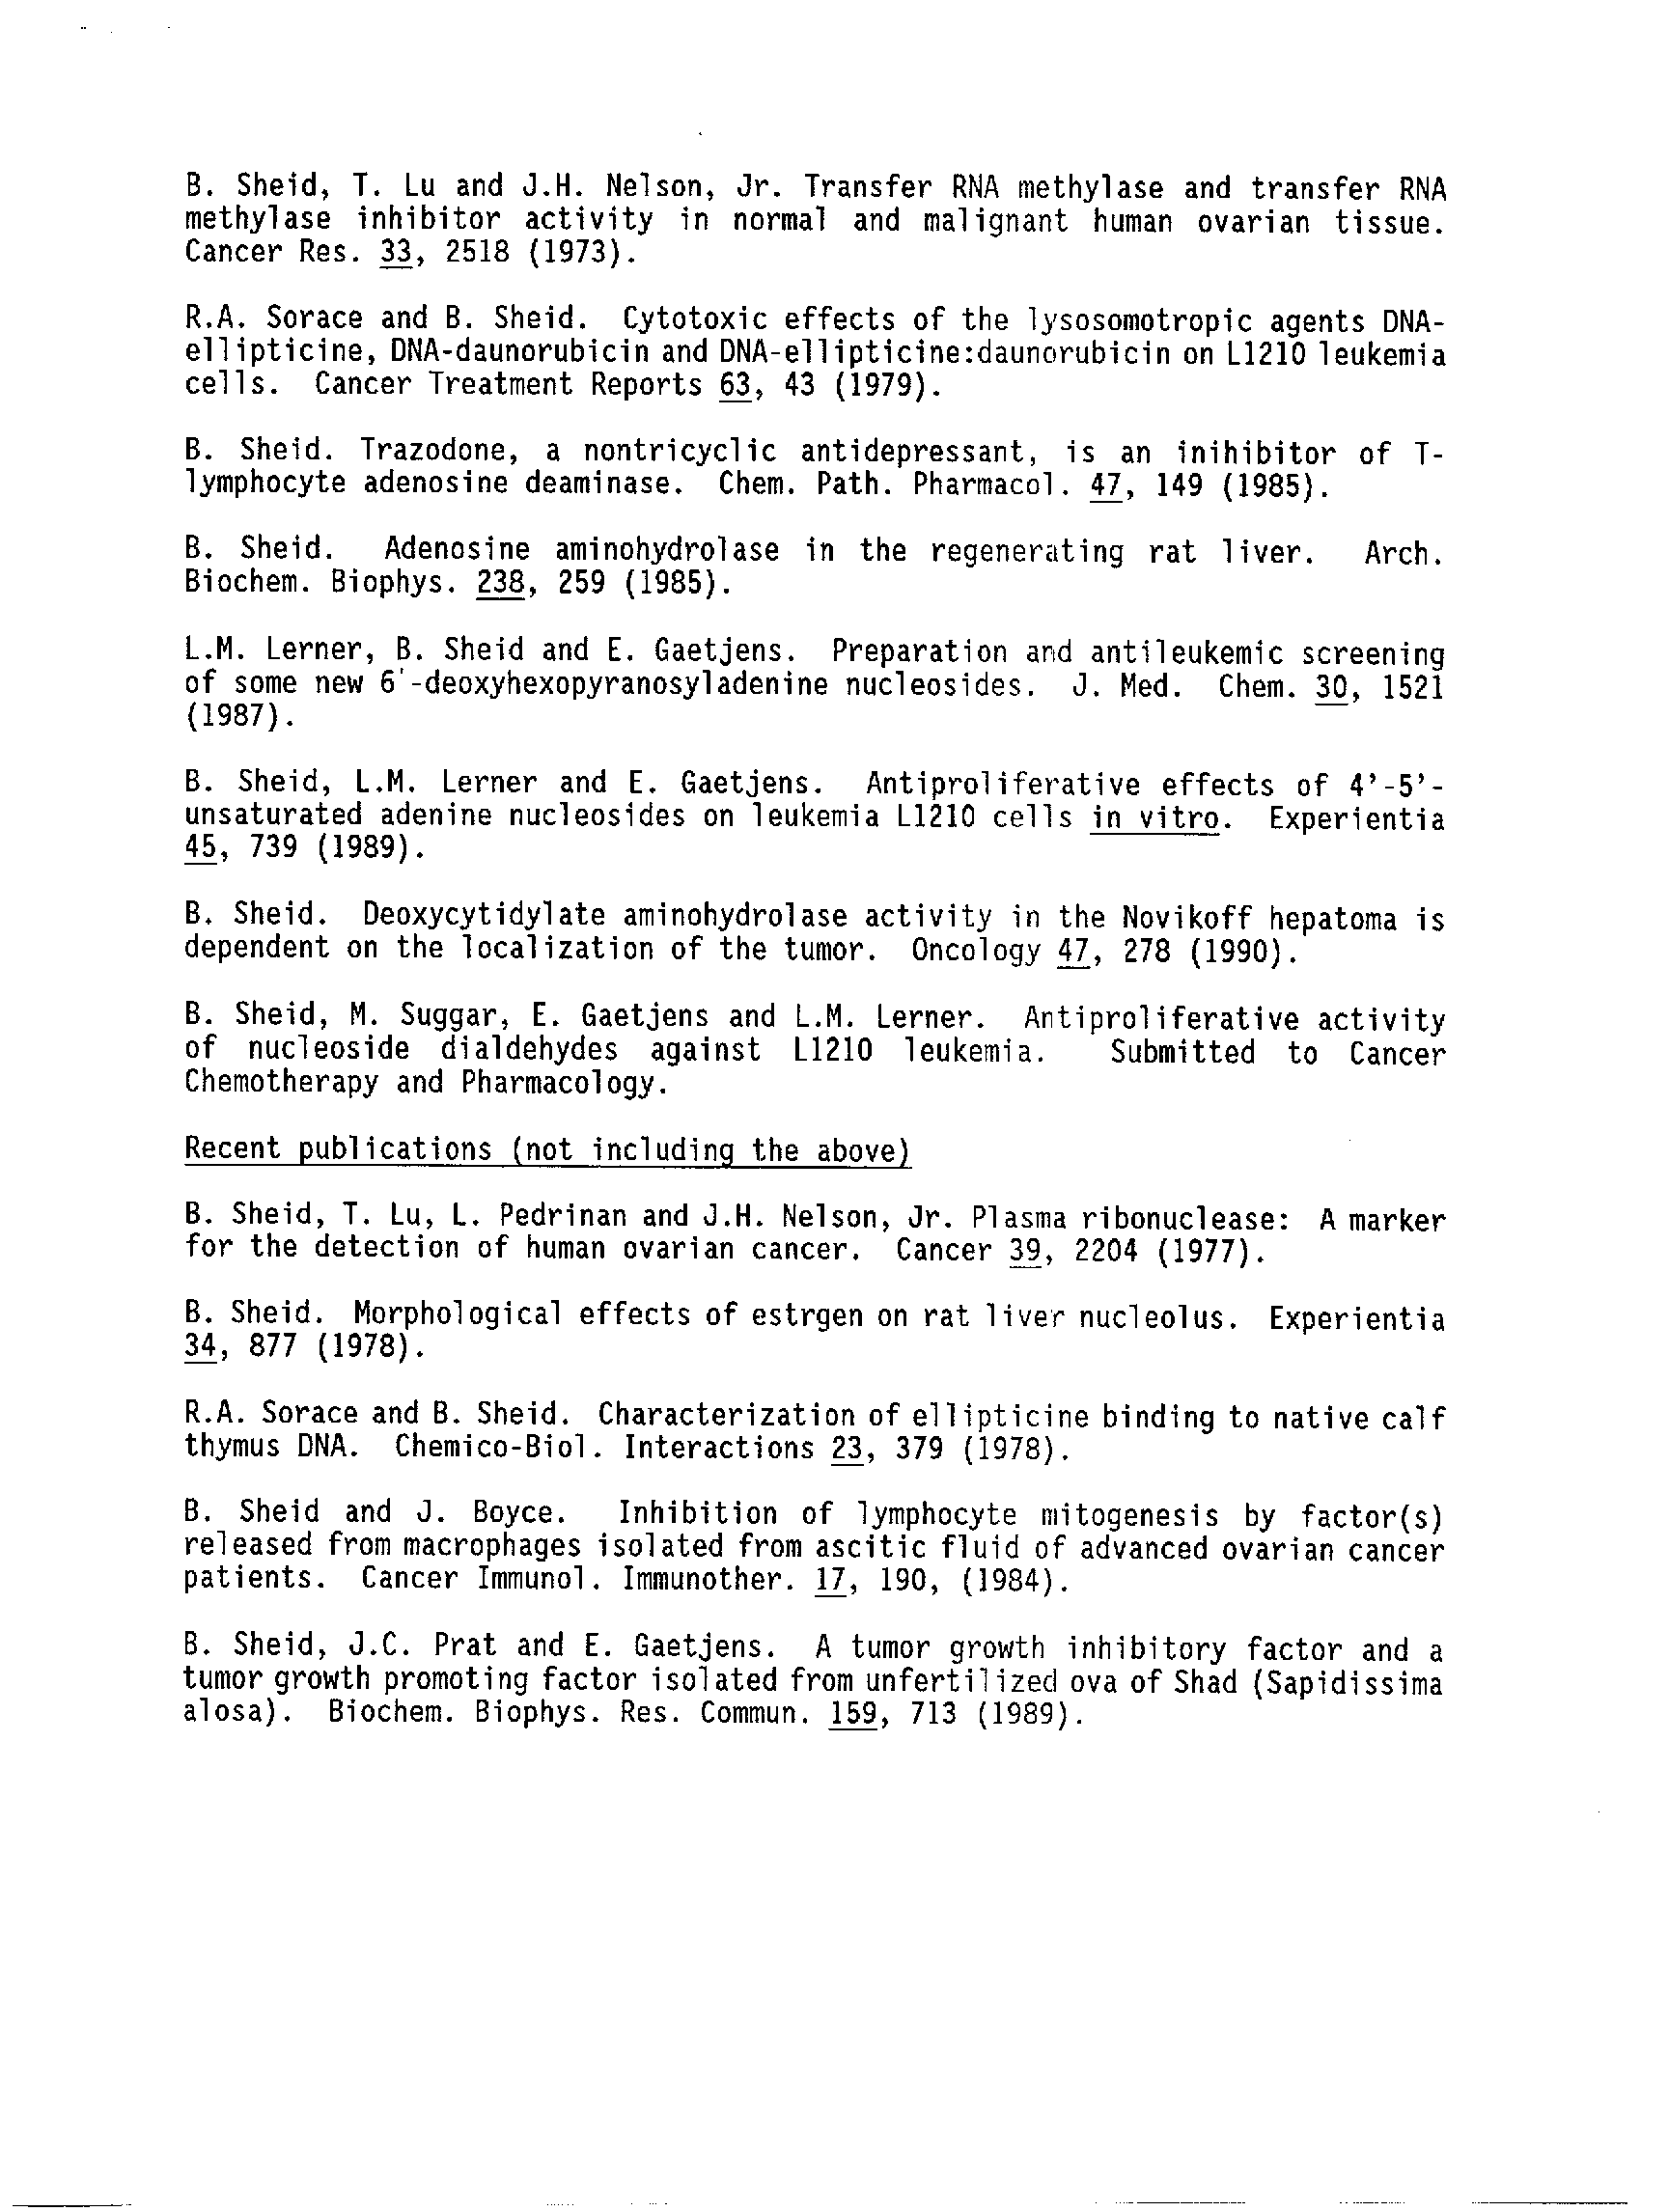 B. Sheid, T. Lu and J.H. Nelson, Jr. Transfer RNA methylase and transfer RNA
methylase inhibitor activity in normal and malignant human ovarian tissue.
Cancer Res. 33, 2518 (1973).
R.A. Sorace and B. Sheid. Cytotoxic effects of the lysosomotropic agents DNA-
ellipticine, DNA-daunorubicin and DNA-ellipticine:daunorubicin on L1210 leukemia
cells. Cancer Treatment Reports 63, 43 (1979).
B. Sheid. Trazodone, a nontricyclic antidepressant, is an inihibitor of T-
lymphocyte adenosine deaminase. Chem. Path. Pharmacol. 47, 149 (1985).
B. Sheid. Adenosine aminohydrolase in the regenerating rat liver. Arch.
Biochem. Biophys. 238, 259 (1985).
L.M. Lerner, B. Sheid and E. Gaetjens. Preparation and antileukemic screening
of some new 6'-deoxyhexopyranosyladenine nucleosides. J. Med. Chem. 30, 1521
(1987).
B. Sheid, L.M. Lerner and E. Gaetjens. Antiproliferative effects of 4'-5'-
unsaturated adenine nucleosides on leukemia L1210 cells in vitro. Experientia
45, 739 (1989).
B. Sheid. Deoxycytidylate aminohydrolase activity in the Novikoff hepatoma is
dependent on the localization of the tumor. Oncology 47, 278 (1990).
B. Sheid, M. Suggar, E. Gaetjens and L.M. Lerner. Antiproliferative activity
of nucleoside dialdehydes against L1210 leukemia. Submitted to Cancer
Chemotherapy and Pharmacology.
Recent publications (not including the above)
B. Sheid, T. Lu, L. Pedrinan and J.H. Nelson, Jr. Plasma ribonuclease: A marker
for the detection of human ovarian cancer. Cancer 39, 2204 (1977).
B. Sheid. Morphological effects of estrgen on rat liver nucleolus. Experientia
34, 877 (1978).
R.A. Sorace and B. Sheid. Characterization of ellipticine binding to native calf
thymus DNA. Chemico-Biol. Interactions 23, 379 (1978).
B. Sheid and J. Boyce. Inhibition of lymphocyte mitogenesis by factor(s)
released from macrophages isolated from ascitic fluid of advanced ovarian cancer
patients. Cancer Immunol. Immunother. 17, 190, (1984).
B. Sheid, J.C. Prat and E. Gaetjens. A tumor growth inhibitory factor and a
tumor growth promoting factor isolated from unfertilized ova of Shad (Sapidissima
alosa). Biochem. Biophys. Res. Commun. 159, 713 (1989).